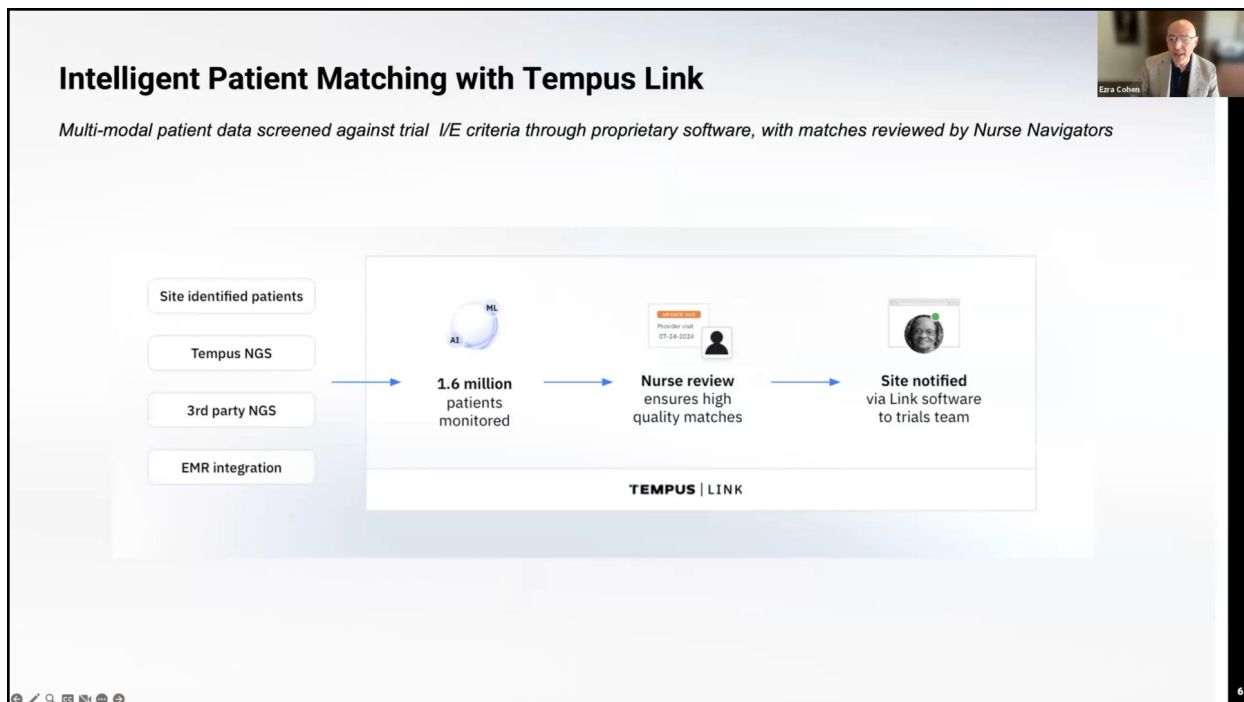 Intelligent Patient Matching with Tempus Link
Ezra Cohen
Multi-modal patient data screened against trial I/E criteria through proprietary software, with matches reviewed by Nurse Navigators
Site identified patients
Tempus NGS
3rd party NGS
EMR integration
ML
AI
1.6 million
patients
monitored
Provider visit
07-24-2024
Nurse review
ensures high
quality matches
Site notified
via Link software
to trials team
TEMPUS | LINK
CC
6